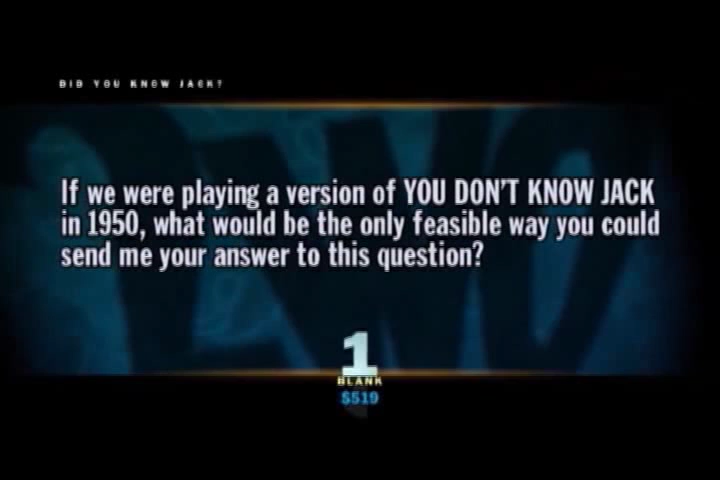 DID YOU KNOW JACK?
If we were playing a version of YOU DON'T KNOW JACK
in 1950, what would be the only feasible way you could
send me your answer to this question?
1
BLANK
$519